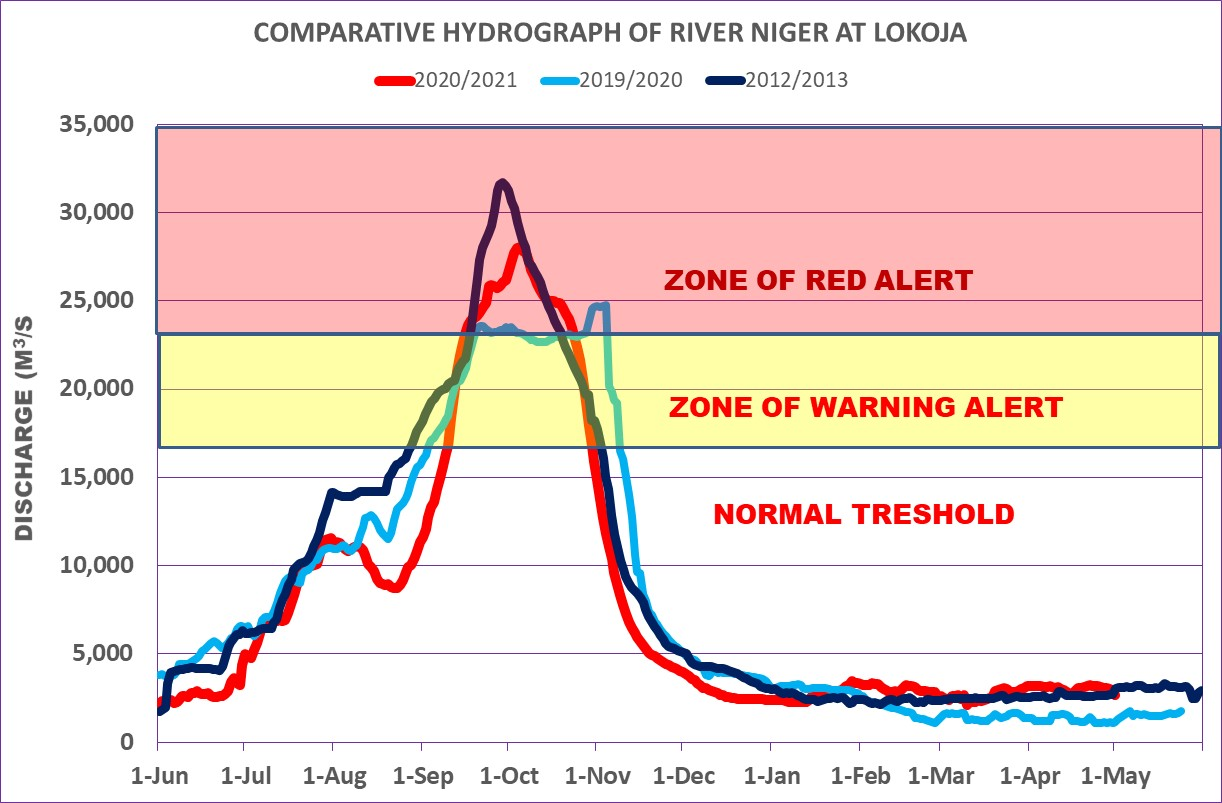 COMPARATIVE HYDROGRAPH OF RIVER NIGER AT LOKOJA
2020/2021 2019/2020 2012/2013
DISCHARGE (M³/S)
35,000
30,000
25,000
20,000
15,000
10,000
5,000
0
ZONE OF RED ALERT
ZONE OF WARNING ALERT
NORMAL TRESHOLD
1-Jun 1-Jul 1-Aug 1-Sep 1-Oct 1-Nov 1-Dec 1-Jan 1-Feb 1-Mar 1-Apr 1-May